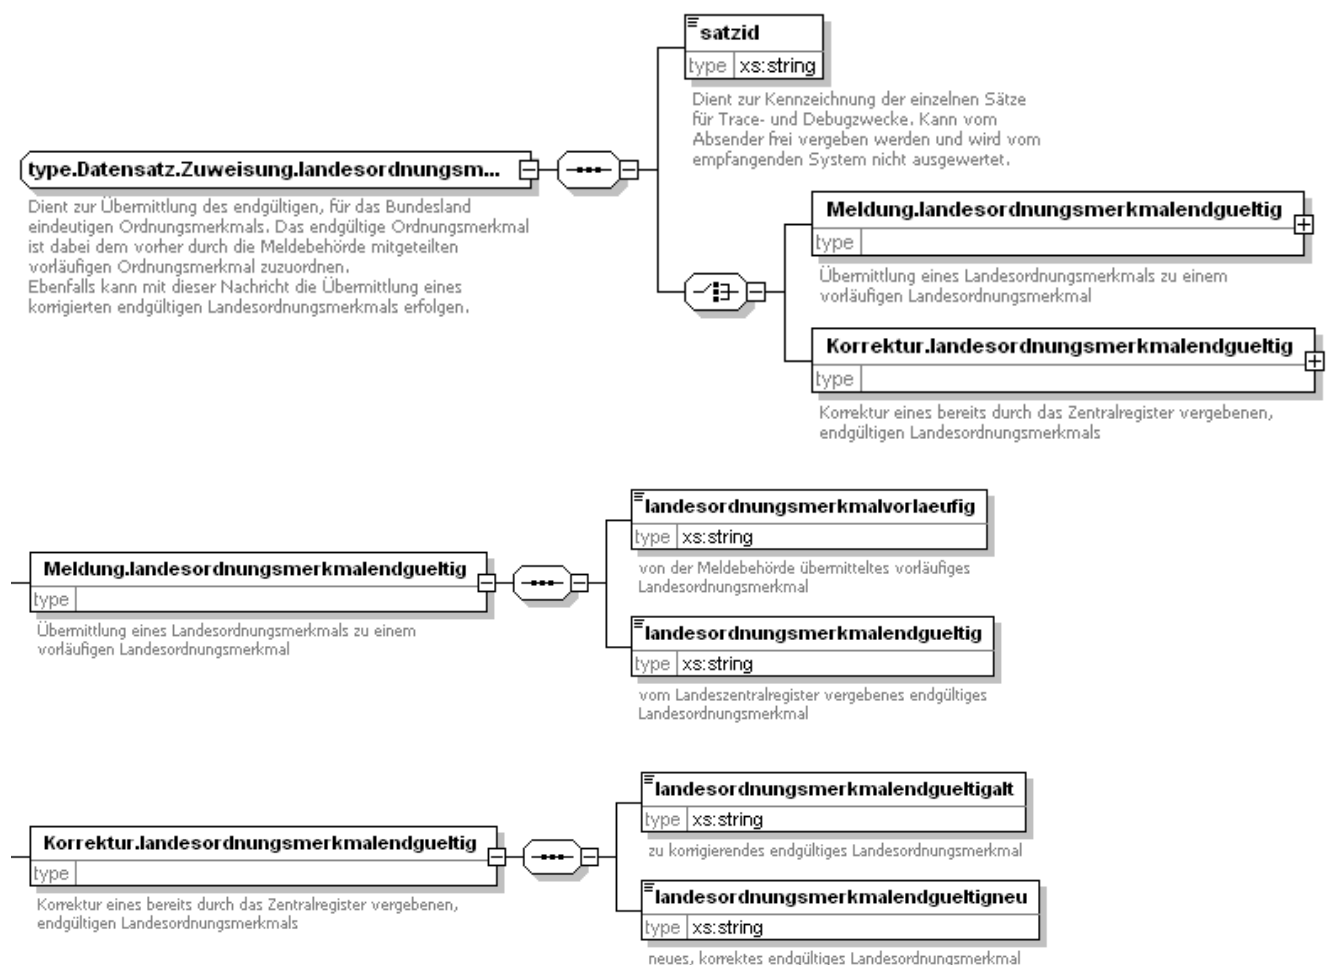 satzid
type xs:string
Dient zur Kennzeichnung der einzelnen Sätze
für Trace- und Debugzwecke. Kann vom
Absender frei vergeben werden und wird vom
empfangenden System nicht ausgewertet.
type.Datensatz.Zuweisung.landesordnungsm...
Dient zur Übermittlung des endgültigen, für das Bundesland
eindeutigen Ordnungsmerkmals. Das endgültige Ordnungsmerkmal
ist dabei dem vorher durch die Meldebehörde mitgeteilten
vorläufigen Ordnungsmerkmal zuzuordnen.
Ebenfalls kann mit dieser Nachricht die Übermittlung eines
korrigierten endgültigen Landesordnungsmerkmals erfolgen.
Meldung.landesordnungsmerkmalendgueltig
type
Übermittlung eines Landesordnungsmerkmals zu einem
vorläufigen Landesordnungsmerkmal
Korrektur.landesordnungsmerkmalendgueltig
type
Korrektur eines bereits durch das Zentralregister vergebenen,
endgültigen Landesordnungsmerkmals
landesordnungsmerkmalvorlaeufig
type xs:string
von der Meldebehörde übermitteltes vorläufiges
Landesordnungsmerkmal
Meldung.landesordnungsmerkmalendgueltig
type
Übermittlung eines Landesordnungsmerkmals zu einem
vorläufigen Landesordnungsmerkmal
landesordnungsmerkmalendgueltig
type xs:string
vom Landeszentralregister vergebenes endgültiges
Landesordnungsmerkmal
landesordnungsmerkmalendgueltigalt
type xs:string
zu korrigierendes endgültiges Landesordnungsmerkmal
Korrektur.landesordnungsmerkmalendgueltig
type
Korrektur eines bereits durch das Zentralregister vergebenen,
endgültigen Landesordnungsmerkmals
landesordnungsmerkmalendgueltigneu
type xs:string
neues, korrektes endgültiges Landesordnungsmerkmal